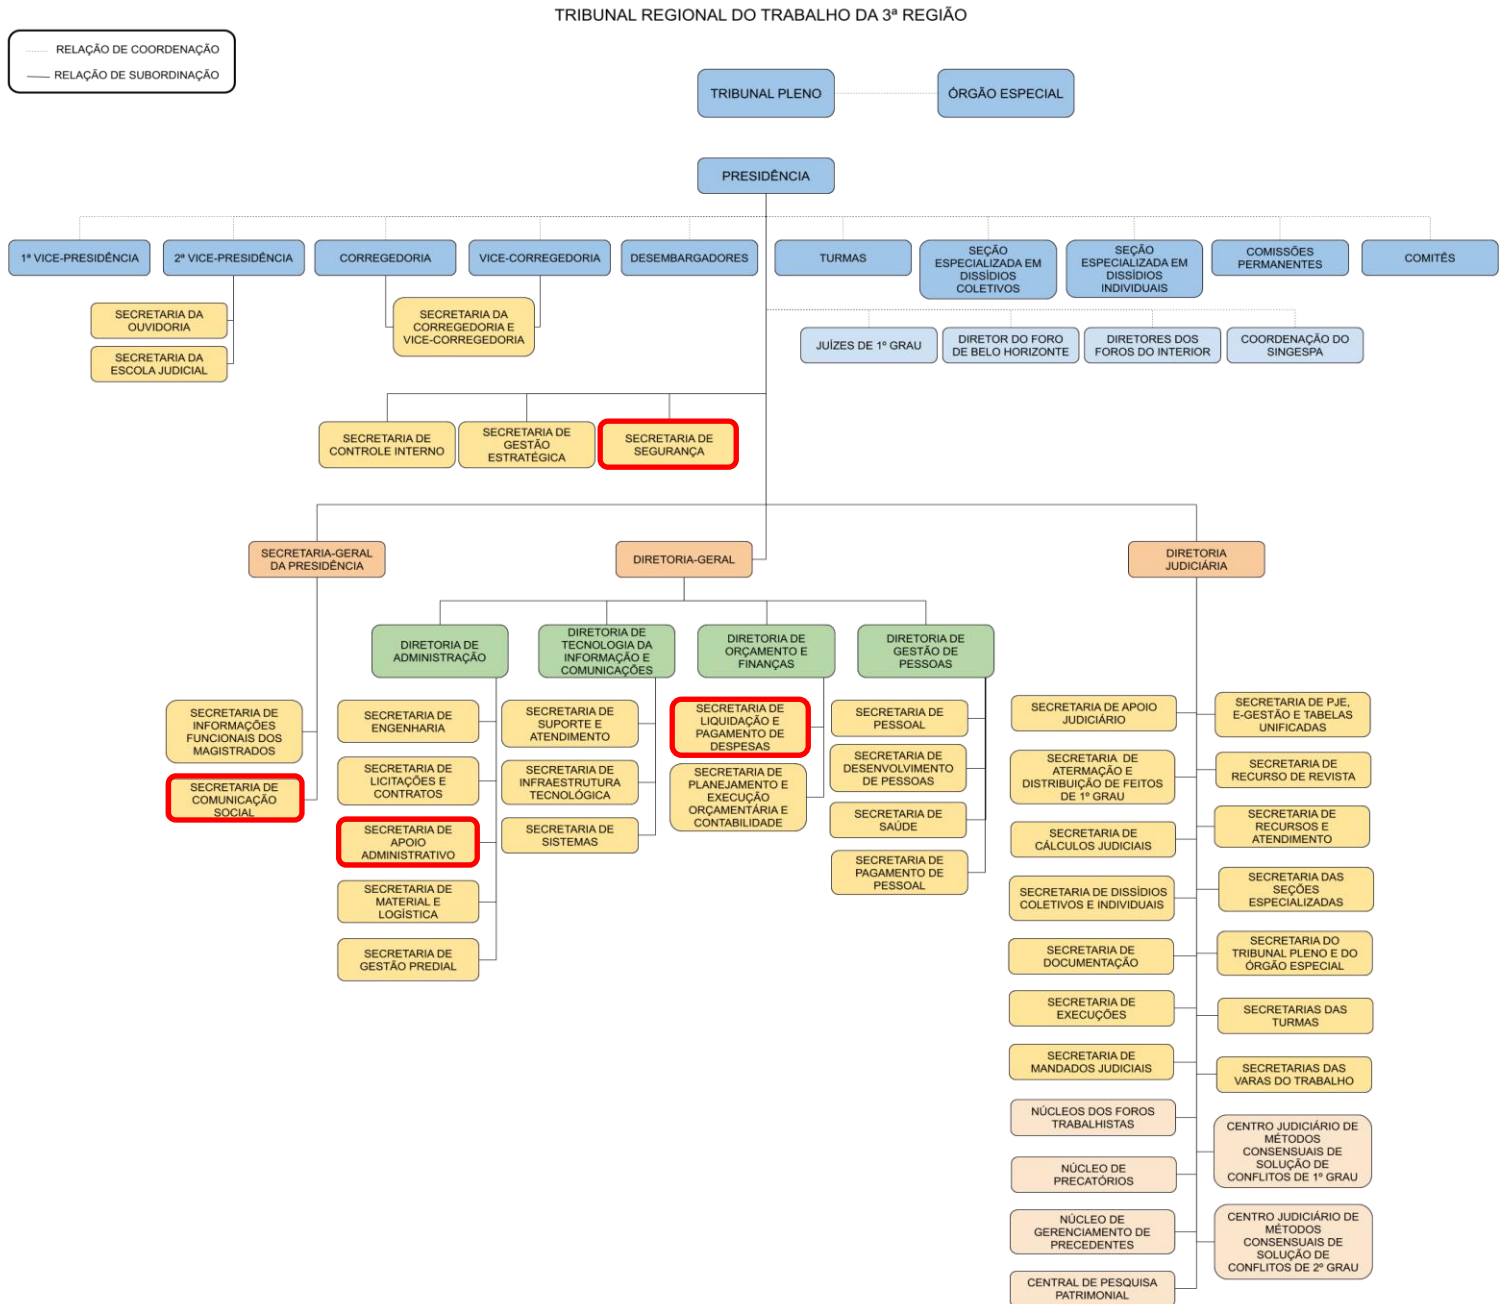 TRIBUNAL REGIONAL DO TRABALHO DA 3ª REGIÃO
RELAÇÃO DE COORDENAÇÃO
RELAÇÃO DE SUBORDINAÇÃO
TRIBUNAL PLENO
ÓRGÃO ESPECIAL
PRESIDÊNCIA
1ª VICE-PRESIDÊNCIA
2ª VICE-PRESIDÊNCIA
CORREGEDORIA
VICE-CORREGEDORIA
DESEMBARGADORES
TURMAS
SEÇÃO
ESPECIALIZADA EM
DISSÍDIOS
COLETIVOS
SEÇÃO
ESPECIALIZADA EM
DISSÍDIOS
INDIVIDUAIS
COMISSÕES
PERMANENTES
COMITÊS
SECRETARIA DA
OUVIDORIA
SECRETARIA DA
ESCOLA JUDICIAL
SECRETARIA DA
CORREGEDORIA E
VICE-CORREGEDORIA
JUÍZES DE 1º GRAU
DIRETOR DO FORO
DE BELO HORIZONTE
DIRETORES DOS
FOROS DO INTERIOR
COORDENAÇÃO DO
SINGESPA
SECRETARIA DE
CONTROLE INTERNO
SECRETARIA DE
GESTÃO
ESTRATÉGICA
SECRETARIA DE
SEGURANÇA
SECRETARIA-GERAL
DA PRESIDÊNCIA
DIRETORIA-GERAL
DIRETORIA
JUDICIÁRIA
DIRETORIA DE
ADMINISTRAÇÃO
DIRETORIA DE
TECNOLOGIA DA
INFORMAÇÃO E
COMUNICAÇÕES
DIRETORIA DE
ORÇAMENTO E
FINANÇAS
DIRETORIA DE
GESTÃO DE
PESSOAS
SECRETARIA DE
INFORMAÇÕES
FUNCIONAIS DOS
MAGISTRADOS
SECRETARIA DE
COMUNICAÇÃO
SOCIAL
SECRETARIA DE
ENGENHARIA
SECRETARIA DE
LICITAÇÕES E
CONTRATOS
SECRETARIA DE
APOIO
ADMINISTRATIVO
SECRETARIA DE
MATERIAL E
LOGÍSTICA
SECRETARIA DE
GESTÃO PREDIAL
SECRETARIA DE
SUPORTE E
ATENDIMENTO
SECRETARIA DE
INFRAESTRUTURA
TECNOLÓGICA
SECRETARIA DE
SISTEMAS
SECRETARIA DE
LIQUIDAÇÃO E
PAGAMENTO DE
DESPESAS
SECRETARIA DE
PLANEJAMENTO E
EXECUÇÃO
ORÇAMENTÁRIA E
CONTABILIDADE
SECRETARIA DE
PESSOAL
SECRETARIA DE
DESENVOLVIMENTO
DE PESSOAS
SECRETARIA DE
SAÚDE
SECRETARIA DE
PAGAMENTO DE
PESSOAL
SECRETARIA DE APOIO
JUDICIÁRIO
SECRETARIA DE
ATERMAÇÃO E
DISTRIBUIÇÃO DE FEITOS
DE 1º GRAU
SECRETARIA DE
CÁLCULOS JUDICIAIS
SECRETARIA DE DISSÍDIOS
COLETIVOS E INDIVIDUAIS
SECRETARIA DE
DOCUMENTAÇÃO
SECRETARIA DE
EXECUÇÕES
SECRETARIA DE
MANDADOS JUDICIAIS
NÚCLEOS DOS FOROS
TRABALHISTAS
NÚCLEO DE
PRECATÓRIOS
NÚCLEO DE
GERENCIAMENTO DE
PRECEDENTES
CENTRAL DE PESQUISA
PATRIMONIAL
SECRETARIA DE PJE,
E-GESTÃO E TABELAS
UNIFICADAS
SECRETARIA DE
RECURSO DE REVISTA
SECRETARIA DE
RECURSOS E
ATENDIMENTO
SECRETARIA DAS
SEÇÕES
ESPECIALIZADAS
SECRETARIA DO
TRIBUNAL PLENO E DO
ÓRGÃO ESPECIAL
SECRETARIAS DAS
TURMAS
SECRETARIAS DAS
VARAS DO TRABALHO
CENTRO JUDICIÁRIO DE
MÉTODOS
CONSENSUAIS DE
SOLUÇÃO DE
CONFLITOS DE 1º GRAU
CENTRO JUDICIÁRIO DE
MÉTODOS
CONSENSUAIS DE
SOLUÇÃO DE
CONFLITOS DE 2º GRAU